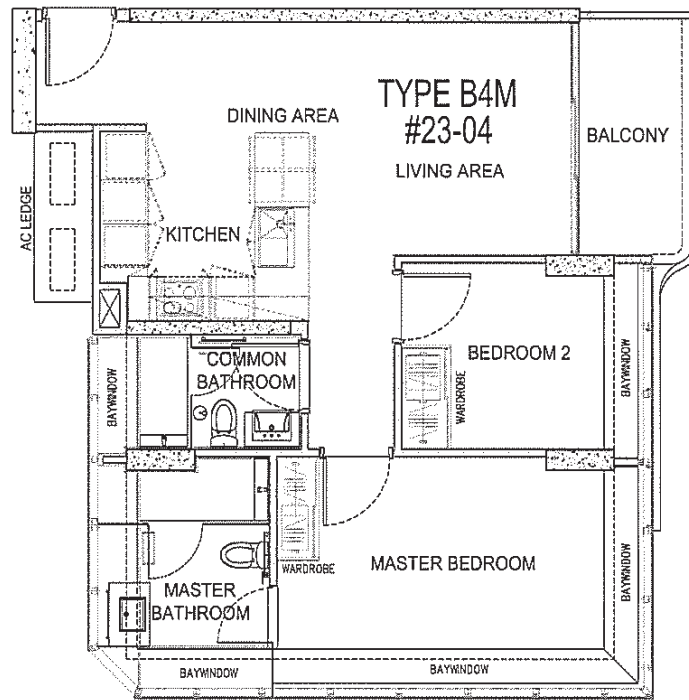 TYPE B4M
#23-04
DINING AREA
BALCONY
LIVING AREA
AC LEDGE
KITCHEN
COMMON
BATHROOM
BEDROOM 2
BAYWINDOW
BAYWINDOW
WARDROBE
MASTER BEDROOM
WARDROBE
MASTER
BATHROOM
BAYWINDOW
BAYWINDOW
BAYWINDOW